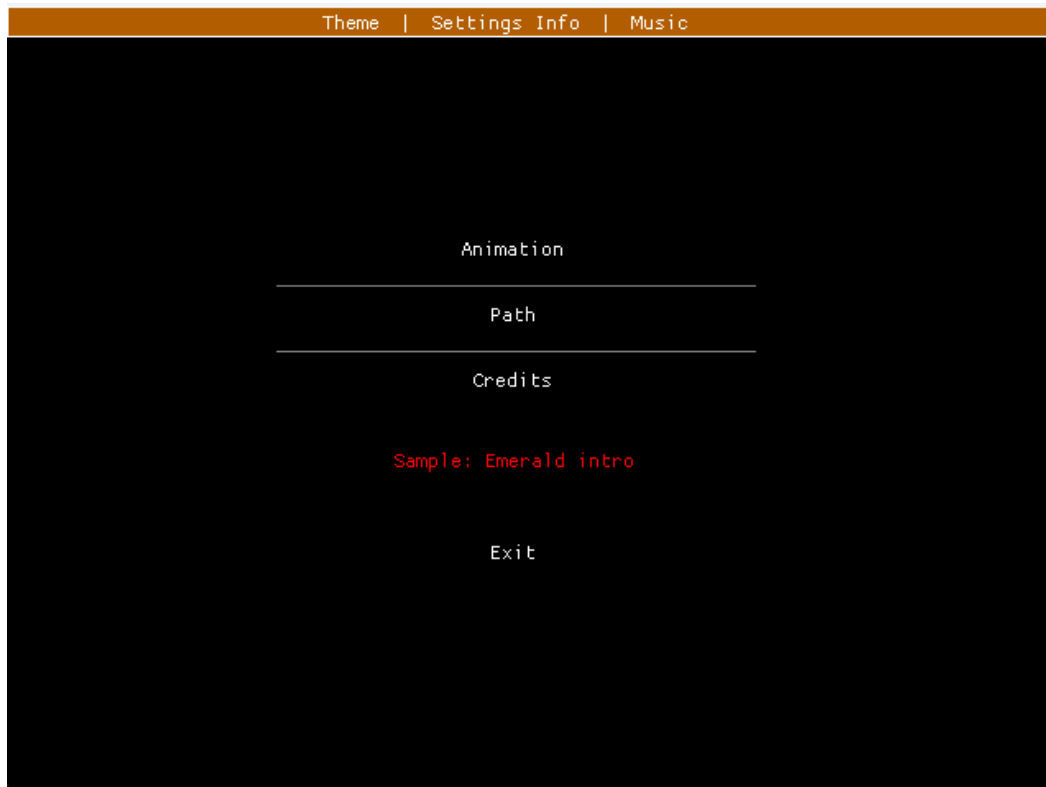 Theme | Settings Info | Music
Animation
Path
Credits
Sample: Emerald intro
Exit